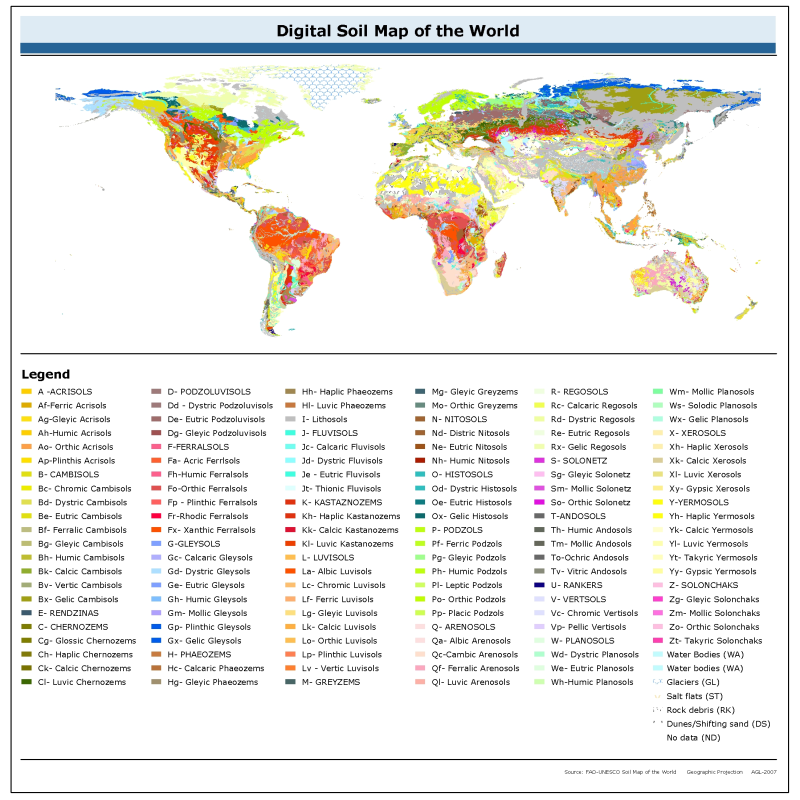 Digital Soil Map of the World
Legend
A -ACRISOLS
Af-Ferric Acrisols
Ag-Gleyic Acrisols
Ah-Humic Acrisols
Ao- Orthic Acrisols
Ap-Plinthis Acrisols
B- CAMBISOLS
Bc- Chromic Cambisols
Bd- Dystric Cambisols
Be- Eutric Cambisols
Bf- Ferralic Cambisols
Bg- Gleyic Cambisols
Bh- Humic Cambisols
Bk- Calcic Cambisols
Bv- Vertic Cambisols
Bx- Gelic Cambisols
E- RENDZINAS
C- CHERNOZEMS
Cg- Glossic Chernozems
Ch- Haplic Chernozems
Ck- Calcic Chernozems
Cl- Luvic Chernozems
D- PODZOLUVISOLS
Dd - Dystric Podzoluvisols
De- Eutric Podzoluvisols
Dg- Gleyic Podzoluvisols
F-FERRALSOLS
Fa- Acric Ferrlsols
Fh-Humic Ferralsols
Fo-Orthic Ferralsols
Fp - Plinthic Ferralsols
Fr-Rhodic Ferralsols
Fx- Xanthic Ferralsols
G-GLEYSOLS
Gc- Calcaric Gleysols
Gd- Dystric Gleysols
Ge- Eutric Gleysols
Gh- Humic Gleysols
Gm- Mollic Gleysols
Gp- Plinthic Gleysols
Gx- Gelic Gleysols
H- PHAEOZEMS
Hc- Calcaric Phaeozems
Hg- Gleyic Phaeozems
Hh- Haplic Phaeozems
Hl- Luvic Phaeozems
I- Lithosols
J- FLUVISOLS
Jc- Calcaric Fluvisols
Jd- Dystric Fluvisols
Je - Eutric Fluvisols
Jt- Thionic Fluvisols
K- KASTAZNOZEMS
Kh- Haplic Kastanozems
Kk- Calcic Kastanozems
Kl- Luvic Kastanozems
L- LUVISOLS
La- Albic Luvisols
Lc- Chromic Luvisols
Lf- Ferric Luvisols
Lg- Gleyic Luvisols
Lk- Calcic Luvisols
Lo- Orthic Luvisols
Lp- Plinthic Luvisols
Lv - Vertic Luvisols
M- GREYZEMS
Mg- Gleyic Greyzems
Mo- Orthic Greyzems
N- NITOSOLS
Nd- Distric Nitosols
Ne- Eutric Nitosols
Nh- Humic Nitosols
O- HISTOSOLS
Od- Dystric Histosols
Oe- Eutric Histosols
Ox- Gelic Histosols
P- PODZOLS
Pf- Ferric Podzols
Pg- Gleyic Podzols
Ph- Humic Podzols
Pl- Leptic Podzols
Po- Orthic Podzols
Pp- Placic Podzols
Q- ARENOSOLS
Qa- Albic Arenosols
Qc-Cambic Arenosols
Qf- Ferralic Arenosols
Ql- Luvic Arenosols
R- REGOSOLS
Rc- Calcaric Regosols
Rd- Dystric Regosols
Re- Eutric Regosols
Rx- Gelic Regosols
S- SOLONETZ
Sg- Gleyic Solonetz
Sm- Mollic Solonetz
So- Orthic Solonetz
T-ANDOSOLS
Th- Humic Andosols
Tm- Mollic Andosols
To-Ochric Andosols
Tv- Vitric Andosols
U- RANKERS
V- VERTSOLS
Vc- Chromic Vertisols
Vp- Pellic Vertisols
W- PLANOSOLS
Wd- Dystric Planosols
We- Eutric Planosols
Wh-Humic Planosols
Wm- Mollic Planosols
Ws- Solodic Planosols
Wx- Gelic Planosols
X- XEROSOLS
Xh- Haplic Xerosols
Xk- Calcic Xerosols
Xl- Luvic Xerosols
Xy- Gypsic Xerosols
Y-YERMOSOLS
Yh- Haplic Yermosols
Yk- Calcic Yermosols
Yl- Luvic Yermosols
Yt- Takyric Yermosols
Yy- Gypsic Yermosols
Z- SOLONCHAKS
Zg- Gleyic Solonchaks
Zm- Mollic Solonchaks
Zo- Orthic Solonchaks
Zt- Takyric Solonchaks
Water Bodies (WA)
Water bodies (WA)
Glaciers (GL)
Salt flats (ST)
Rock debris (RK)
Dunes/Shifting sand (DS)
No data (ND)
Source: FAO-UNESCO Soil Map of the World Geographic Projection AGL-2007